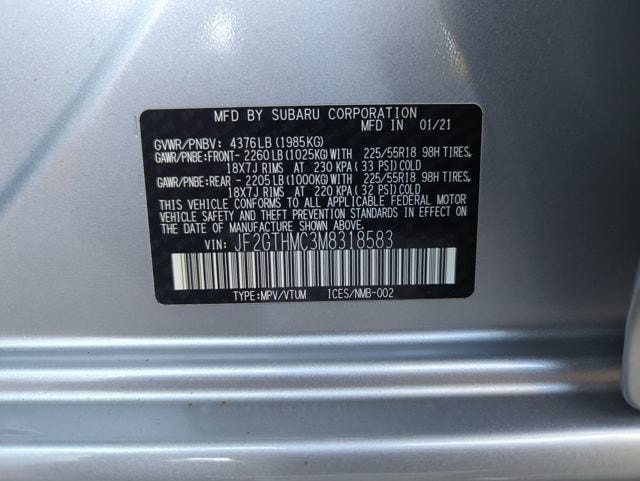 MFD BY SUBARU CORPORATION
MFD IN 01/21
GVWR/PNBV: 4376LB(1985KG)
GAWR/PNBE:FRONT- 2260LB(1025KG)WITH 225/55R18 98H TIRES,
18X7J RIMS AT 230 KPA(33 PSI)COLD
GAWR/PNBE:REAR - 2205LB(1000KG)WITH 225/55R18 98H TIRES,
18X7J RIMS AT 220 KPA(32 PSI)COLD
THIS VEHICLE CONFORMS TO ALL APPLICABLE FEDERAL MOTOR
VEHICLE SAFETY AND THEFT PREVENTION STANDARDS IN EFFECT
ON THE DATE OF MANUFACTURE SHOWN ABOVE.
VIN: JF2GTHMC3M8318583
TYPE:MPV/VTUM ICES/NMB-002